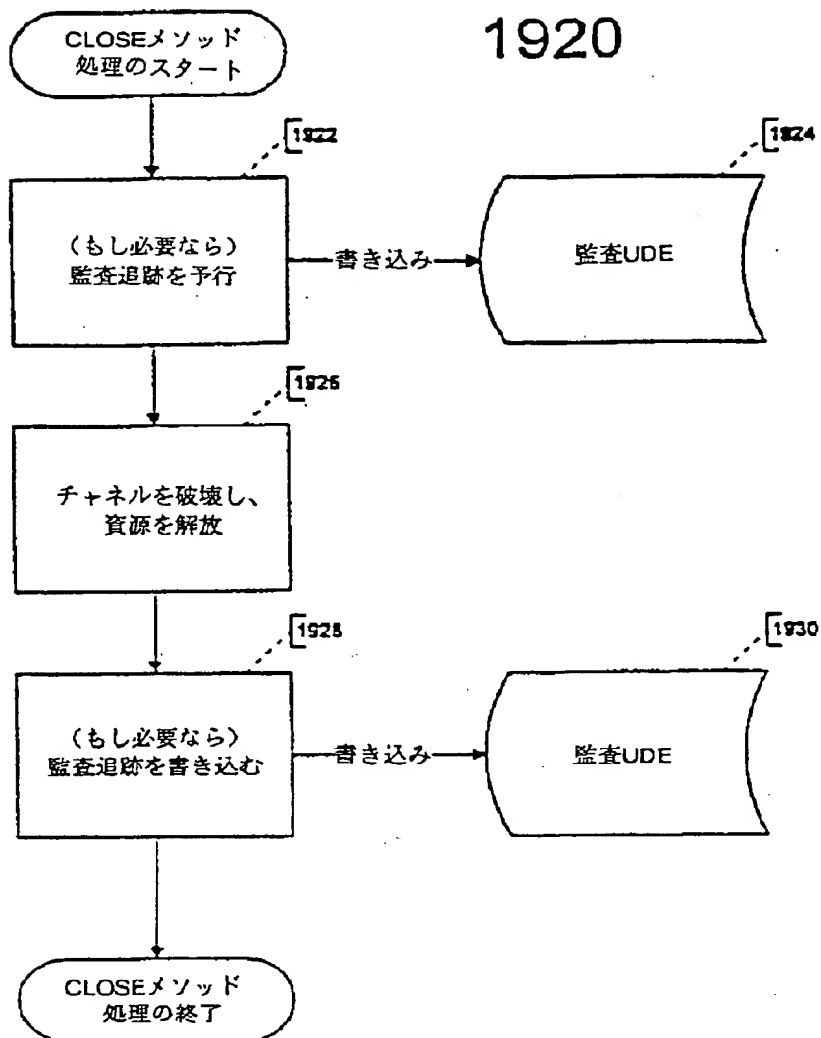 1920
CLOSEメソッド
処理のスタート
1922
(もし必要なら)
監査追跡を予行
書き込み
1924
監査UDE
1926
チャネルを破壊し、
資源を解放
1928
(もし必要なら)
監査追跡を書き込む
書き込み
1930
監査UDE
CLOSEメソッド
処理の終了